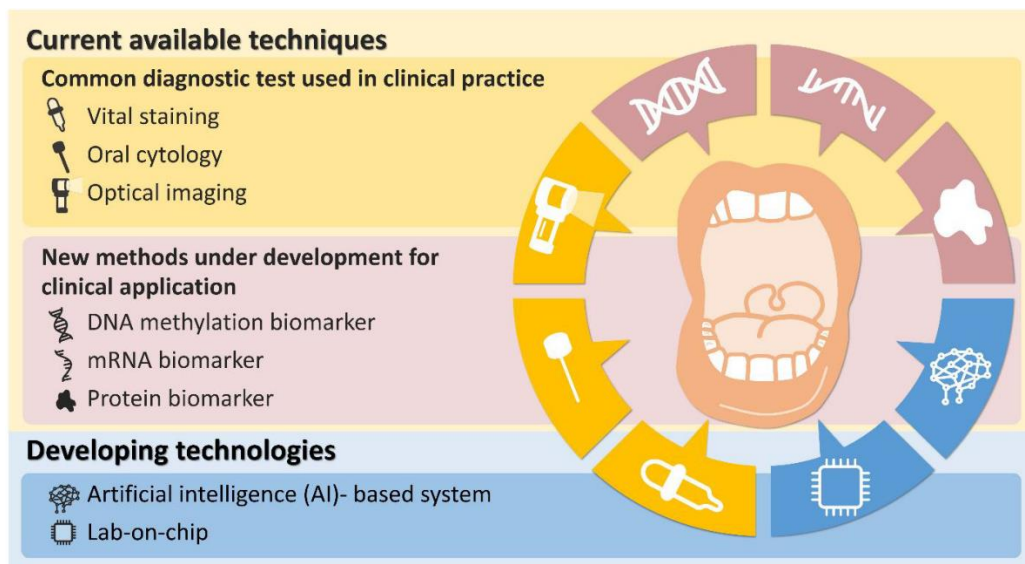 Current available techniques
Common diagnostic test used in clinical practice
Vital staining
Oral cytology
Optical imaging
New methods under development for
clinical application
DNA methylation biomarker
mRNA biomarker
Protein biomarker
Developing technologies
Artificial intelligence (AI)- based system
Lab-on-chip